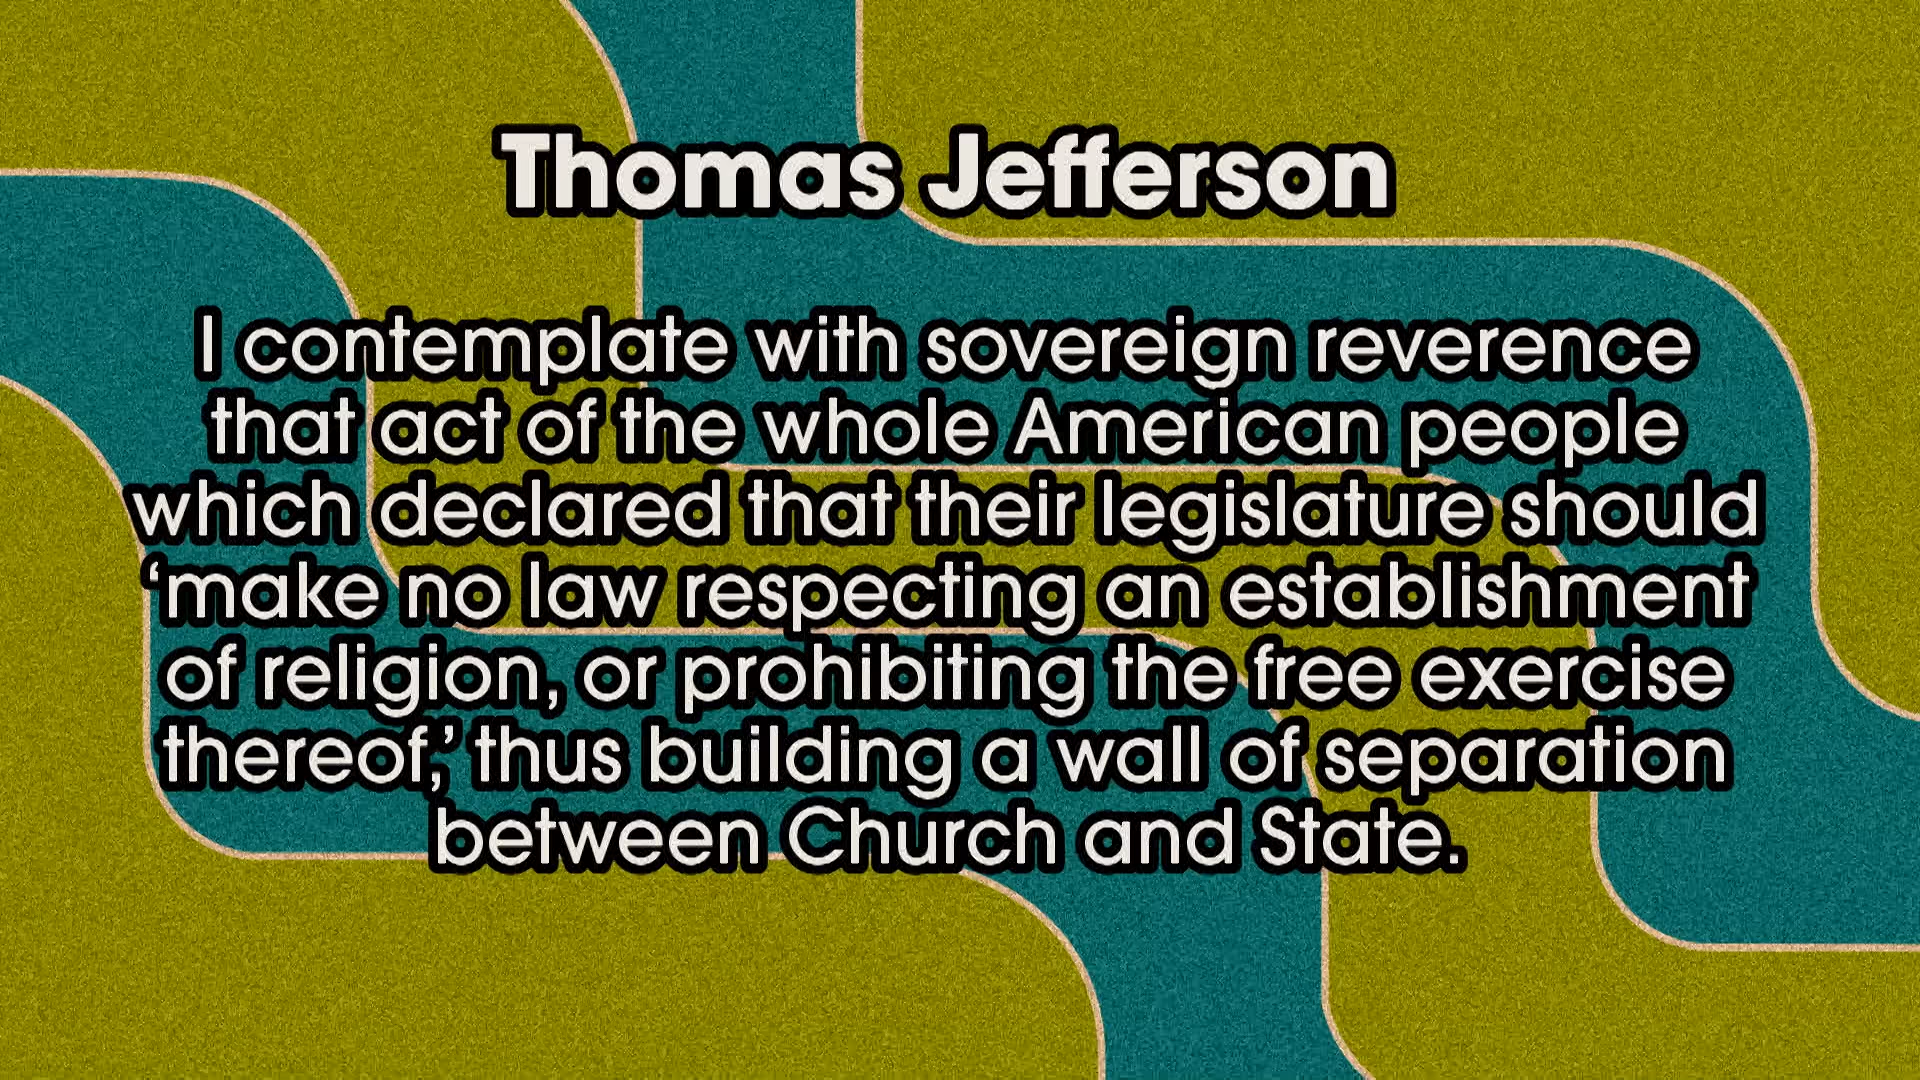 Thomas Jefferson
I contemplate with sovereign reverence
that act of the whole American people
which declared that their legislature should
‘make no law respecting an establishment
of religion, or prohibiting the free exercise
thereof,’ thus building a wall of separation
between Church and State.